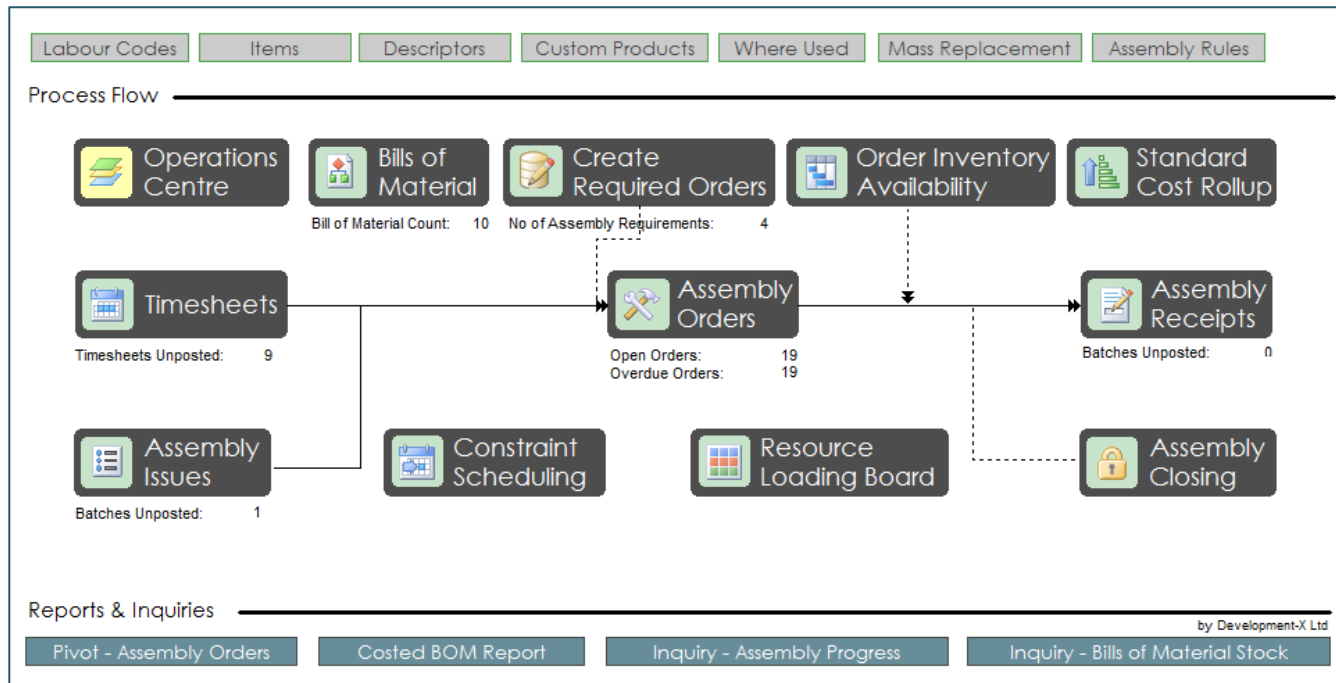 Labour Codes
Items
Descriptors
Custom Products
Where Used
Mass Replacement
Assembly Rules
Process Flow
Operations
Centre
Bills of
Material
Create
Required Orders
Order Inventory
Availability
Standard
Cost Rollup
Bill of Material Count: 10
No of Assembly Requirements: 4
Timesheets
Assembly
Orders
Assembly
Receipts
Timesheets Unposted: 9
Open Orders: 19
Overdue Orders: 19
Batches Unposted: 0
Assembly
Issues
Constraint
Scheduling
Resource
Loading Board
Assembly
Closing
Batches Unposted: 1
Reports & Inquiries
by Development-X Ltd
Pivot - Assembly Orders
Costed BOM Report
Inquiry - Assembly Progress
Inquiry - Bills of Material Stock